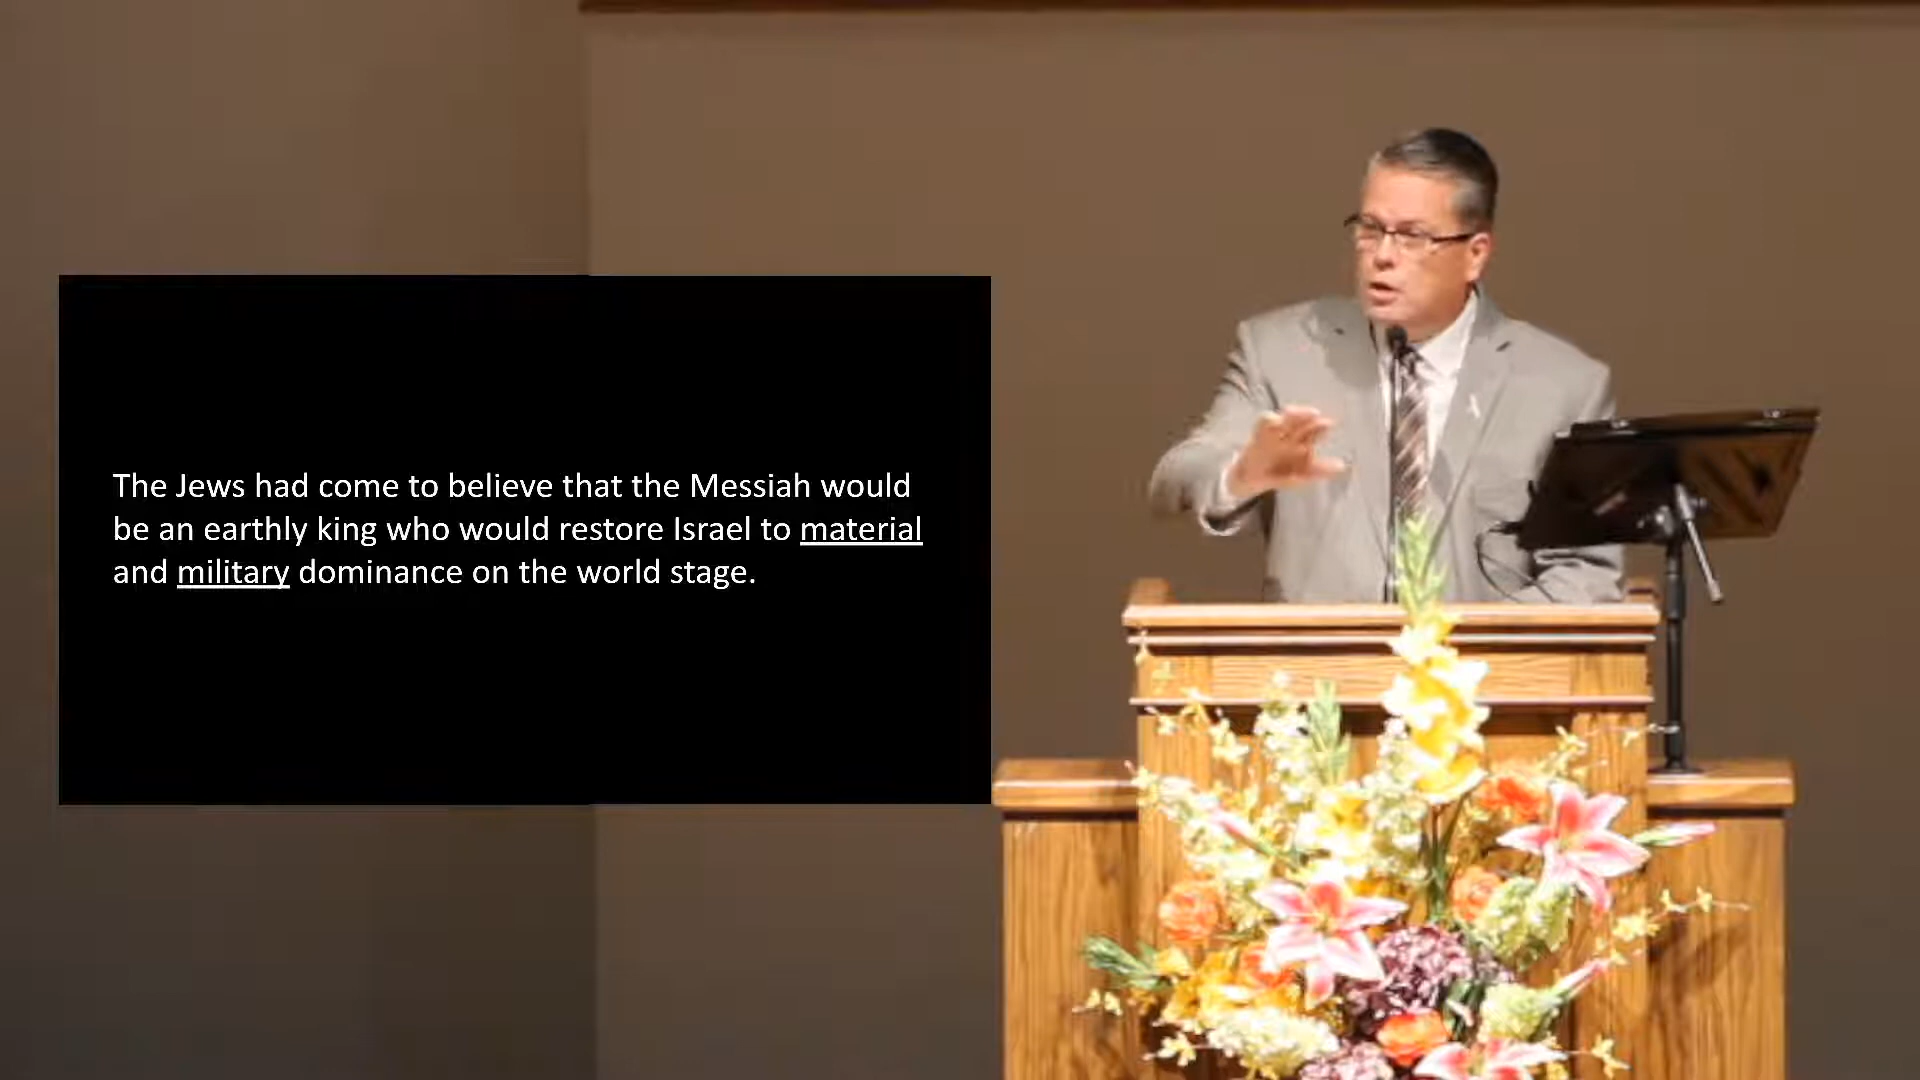 The Jews had come to believe that the Messiah would
be an earthly king who would restore Israel to material
and military dominance on the world stage.